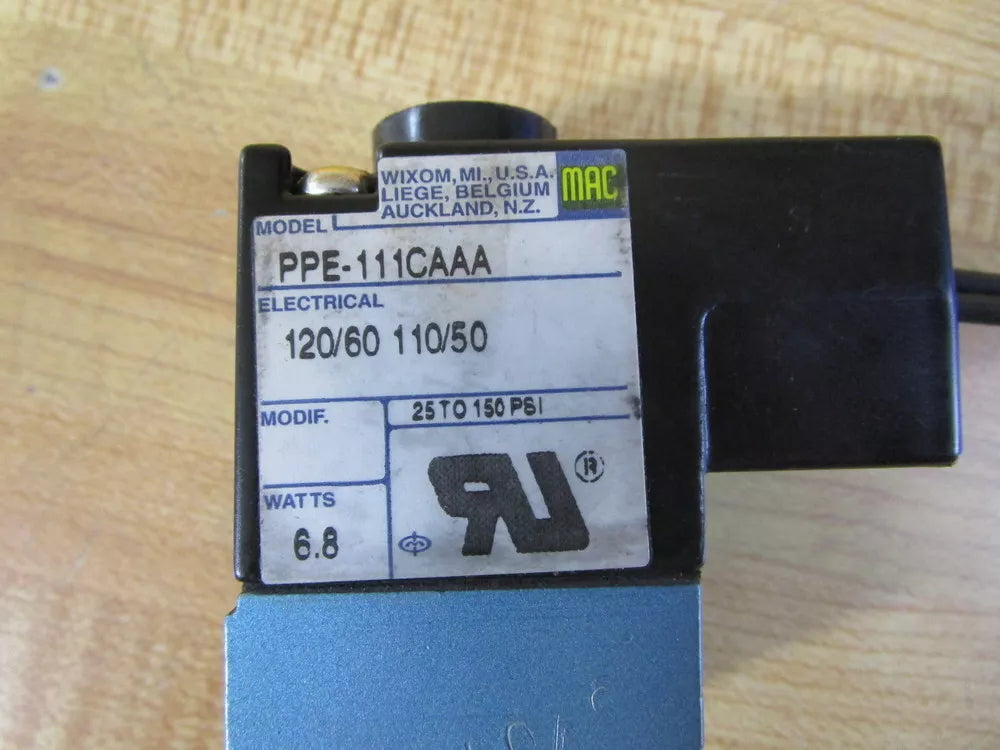 WIXOM, MI., U.S.A.
LIEGE, BELGIUM
AUCKLAND, N.Z.
MAC
MODEL
PPE-111CAAA
ELECTRICAL
120/60 110/50
MODIF.
25 TO 150 PSI
WATTS
6.8
RU
®